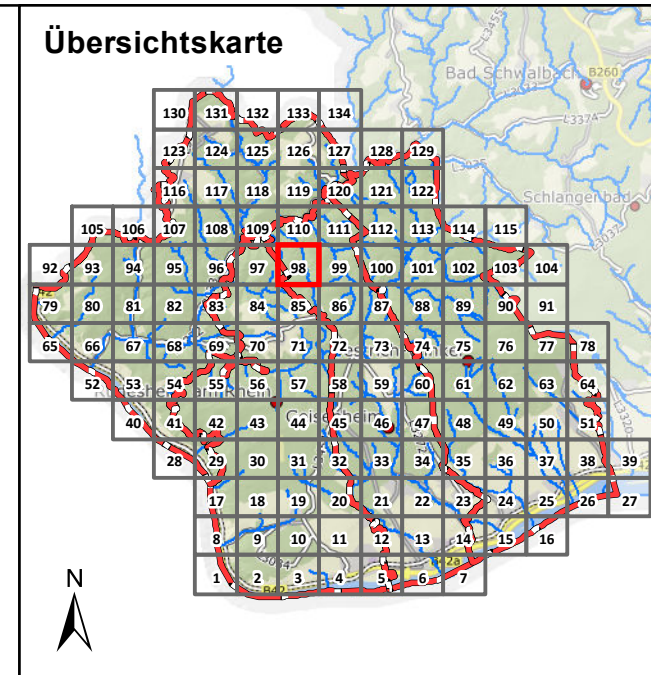 Übersichtskarte
L3455
Bad Schwalbach
B260
L3374
L3035
Schlangenbad
L3037
130 131 132 133 134
123 124 125 126 127 128 129
116 117 118 119 120 121 122
105 106 107 108 109 110 111 112 113 114 115
92 93 94 95 96 97 98 99 100 101 102 103 104
79 80 81 82 83 84 85 86 87 88 89 90 91
65 66 67 68 69 70 71 72 73 74 75 76 77 78
52 53 54 55 56 57 58 59 60 61 62 63 64
40 41 42 43 44 45 46 47 48 49 50 51
28 29 30 31 32 33 34 35 36 37 38 39
17 18 19 20 21 22 23 24 25 26 27
8 9 10 11 12 13 14 15 16
1 2 3 4 5 6 7
Geisenheim
L3320
L3034
B42
B42a
N